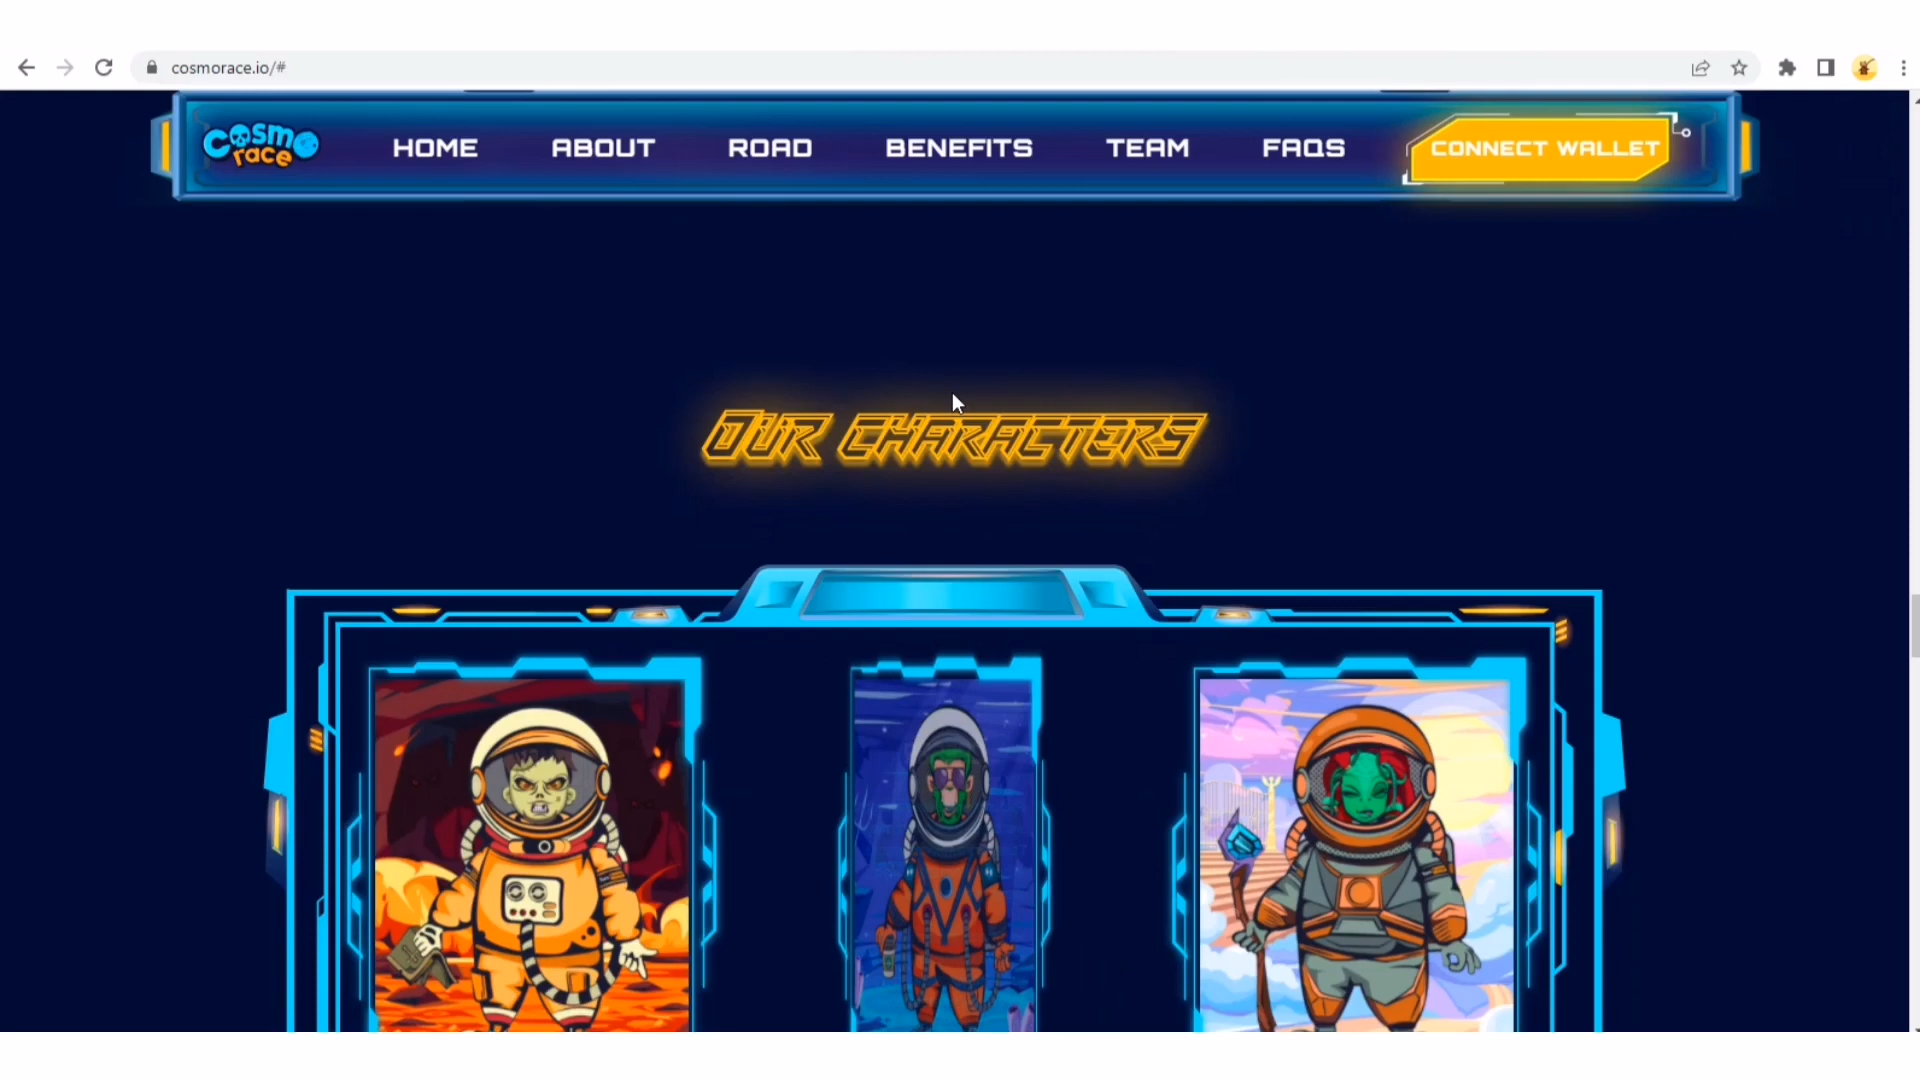 cosmorace.io/#
Cosmo
race
HOME ABOUT ROAD BENEFITS TEAM FAQS CONNECT WALLET
OUR CHARACTERS